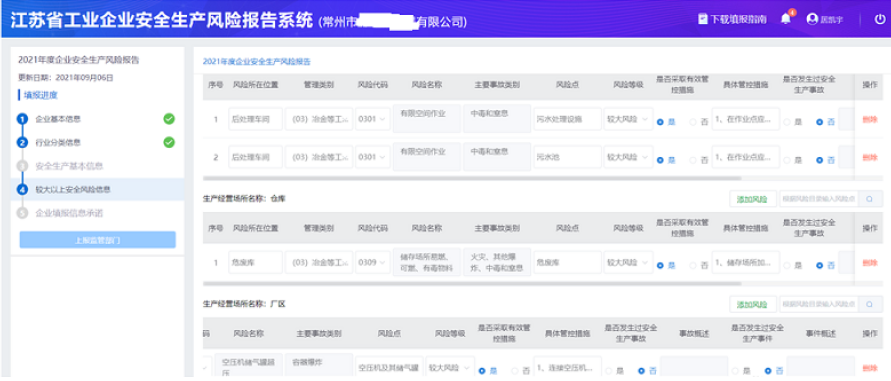 江苏省工业企业安全生产风险报告系统 (常州市 有限公司)
下载填报指南
4
居凯宇
2021年度企业安全生产风险报告
更新日期：2021年09月06日
填报进度
1 企业基本信息
2 行业分类信息
3 安全生产基本信息
4 较大以上安全风险信息
5 企业填报信息承诺
上报监管部门
2021年度企业安全生产风险报告
序号 风险所在位置 管理类别 风险代码 风险名称 主要事故类别 风险点 风险等级 是否采取有效管控措施 具体管控措施 是否发生过安全生产事故 操作
1 后处理车间 (03) 冶金等工... 0301 有限空间作业 中毒和窒息 污水处理设施 较大风险 是 否 1、在作业点应... 是 否 删除
2 后处理车间 (03) 冶金等工... 0301 有限空间作业 中毒和窒息 污水池 较大风险 是 否 1、在作业点应... 是 否 删除
生产经营场所名称：仓库 添加风险 根据风险目录输入风险点
序号 风险所在位置 管理类别 风险代码 风险名称 主要事故类别 风险点 风险等级 是否采取有效管控措施 具体管控措施 是否发生过安全生产事故 操作
1 危废库 (03) 冶金等工... 0309 储存场所易燃、可燃、有毒物料 火灾、其他爆炸、中毒和窒息 危废库 较大风险 是 否 1、储存场所加... 是 否 删除
生产经营场所名称：厂区 添加风险 根据风险目录输入风险点
码 风险名称 主要事故类别 风险点 风险等级 是否采取有效管控措施 具体管控措施 是否发生过安全生产事故 事故概述 是否发生过安全生产事件 事件概述 操作
空压机储气罐超压 容器爆炸 空压机及其储气罐 较大风险 是 否 1、连接空压机... 是 否 是 否 删除